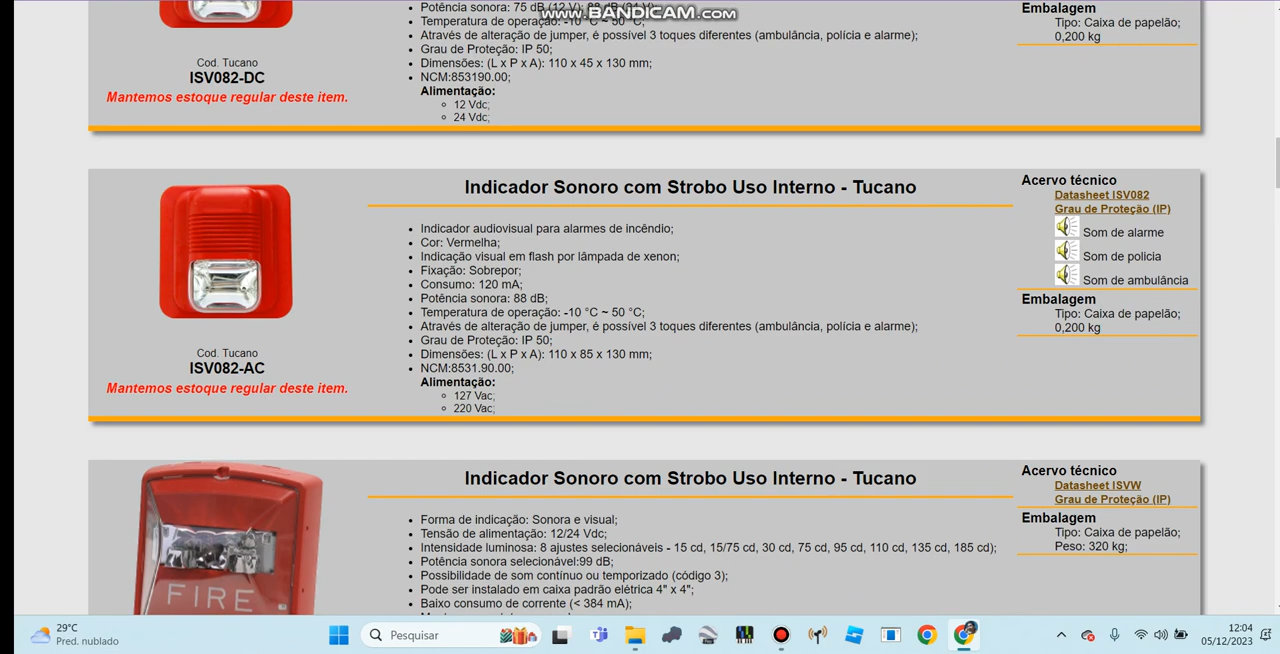 www.BANDICAM.com
Potência sonora: 75 dB (12 V); 88 dB (24 V);
Temperatura de operação: -10 °C ~ 50 °C;
Através de alteração de jumper, é possível 3 toques diferentes (ambulância, polícia e alarme);
Grau de Proteção: IP 50;
Dimensões: (L x P x A): 110 x 45 x 130 mm;
NCM:853190.00;
Alimentação:
12 Vdc;
24 Vdc;
Cod. Tucano
ISV082-DC
Mantemos estoque regular deste item.
Embalagem
Tipo: Caixa de papelão;
0,200 kg
Indicador Sonoro com Strobo Uso Interno - Tucano
Indicador audiovisual para alarmes de incêndio;
Cor: Vermelha;
Indicação visual em flash por lâmpada de xenon;
Fixação: Sobrepor;
Consumo: 120 mA;
Potência sonora: 88 dB;
Temperatura de operação: -10 °C ~ 50 °C;
Através de alteração de jumper, é possível 3 toques diferentes (ambulância, polícia e alarme);
Grau de Proteção: IP 50;
Dimensões: (L x P x A): 110 x 85 x 130 mm;
NCM:8531.90.00;
Alimentação:
127 Vac;
220 Vac;
Cod. Tucano
ISV082-AC
Mantemos estoque regular deste item.
Acervo técnico
Datasheet ISV082
Grau de Proteção (IP)
Som de alarme
Som de policia
Som de ambulância
Embalagem
Tipo: Caixa de papelão;
0,200 kg
Indicador Sonoro com Strobo Uso Interno - Tucano
Forma de indicação: Sonora e visual;
Tensão de alimentação: 12/24 Vdc;
Intensidade luminosa: 8 ajustes selecionáveis - 15 cd, 15/75 cd, 30 cd, 75 cd, 95 cd, 110 cd, 135 cd, 185 cd);
Potência sonora selecionável:99 dB;
Possibilidade de som contínuo ou temporizado (código 3);
Pode ser instalado em caixa padrão elétrica 4" x 4";
Baixo consumo de corrente (< 384 mA);
FIRE
Acervo técnico
Datasheet ISVW
Grau de Proteção (IP)
Embalagem
Tipo: Caixa de papelão;
Peso: 320 kg;
29°C
Pred. nublado
Pesquisar
12:04
05/12/2023